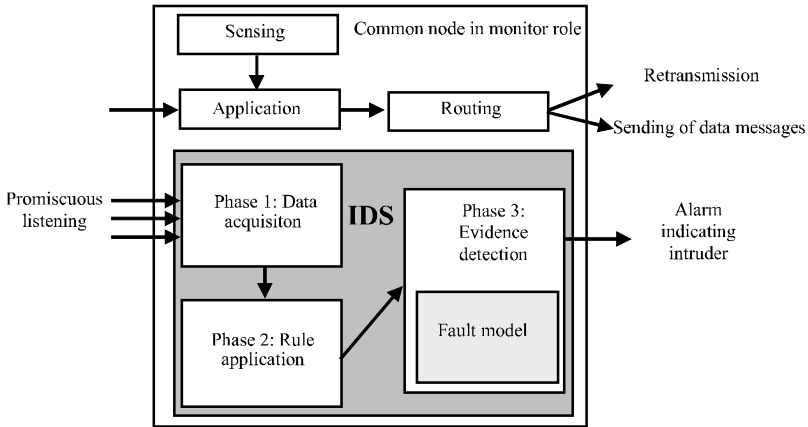 Sensing
Common node in monitor role
Application
Routing
Retransmission
Sending of data messages
Promiscuous
listening
Phase 1: Data
acquisiton
IDS
Phase 2: Rule
application
Phase 3:
Evidence
detection
Fault model
Alarm
indicating
intruder